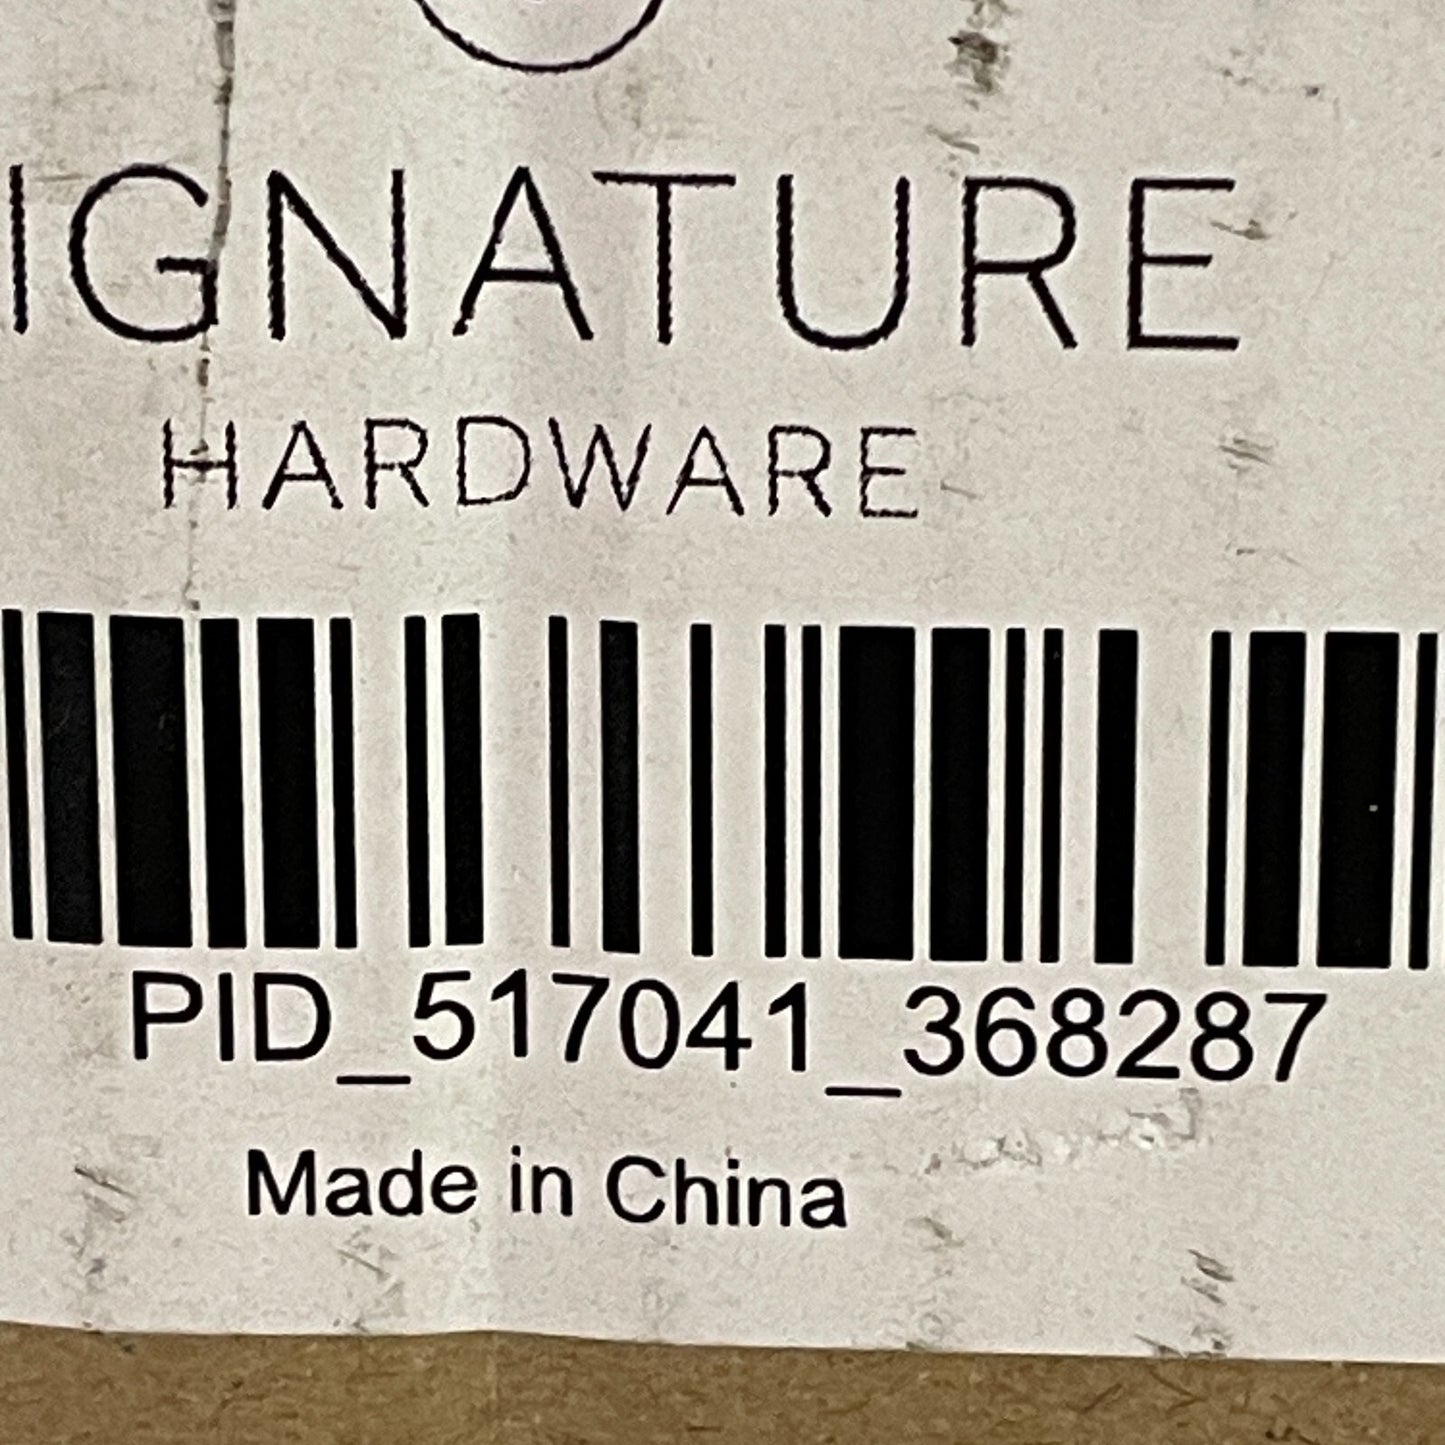 IGNATURE
HARDWARE
PID_517041_368287
Made in China